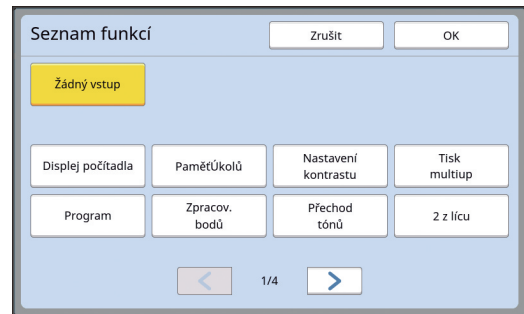 Seznam funkcí
Zrušit
OK
Žádný vstup
Displej počítadla
PaměťÚkolů
Nastavení
kontrastu
Tisk
multiup
Program
Zpracov.
bodů
Přechod
tónů
2 z lícu
1/4